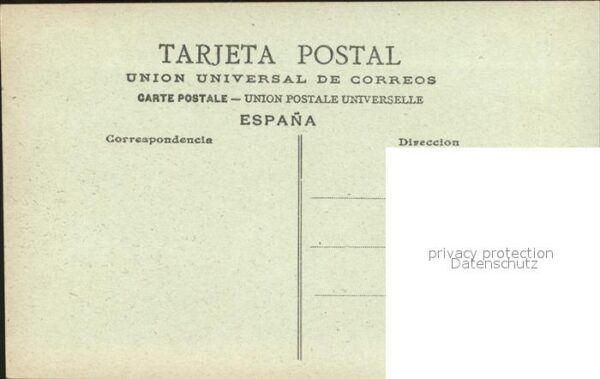 TARJETA POSTAL
UNION UNIVERSAL DE CORREOS
CARTE POSTALE — UNION POSTALE UNIVERSELLE
ESPAÑA
Correspondencia
Direccion
privacy protection
Datenschutz